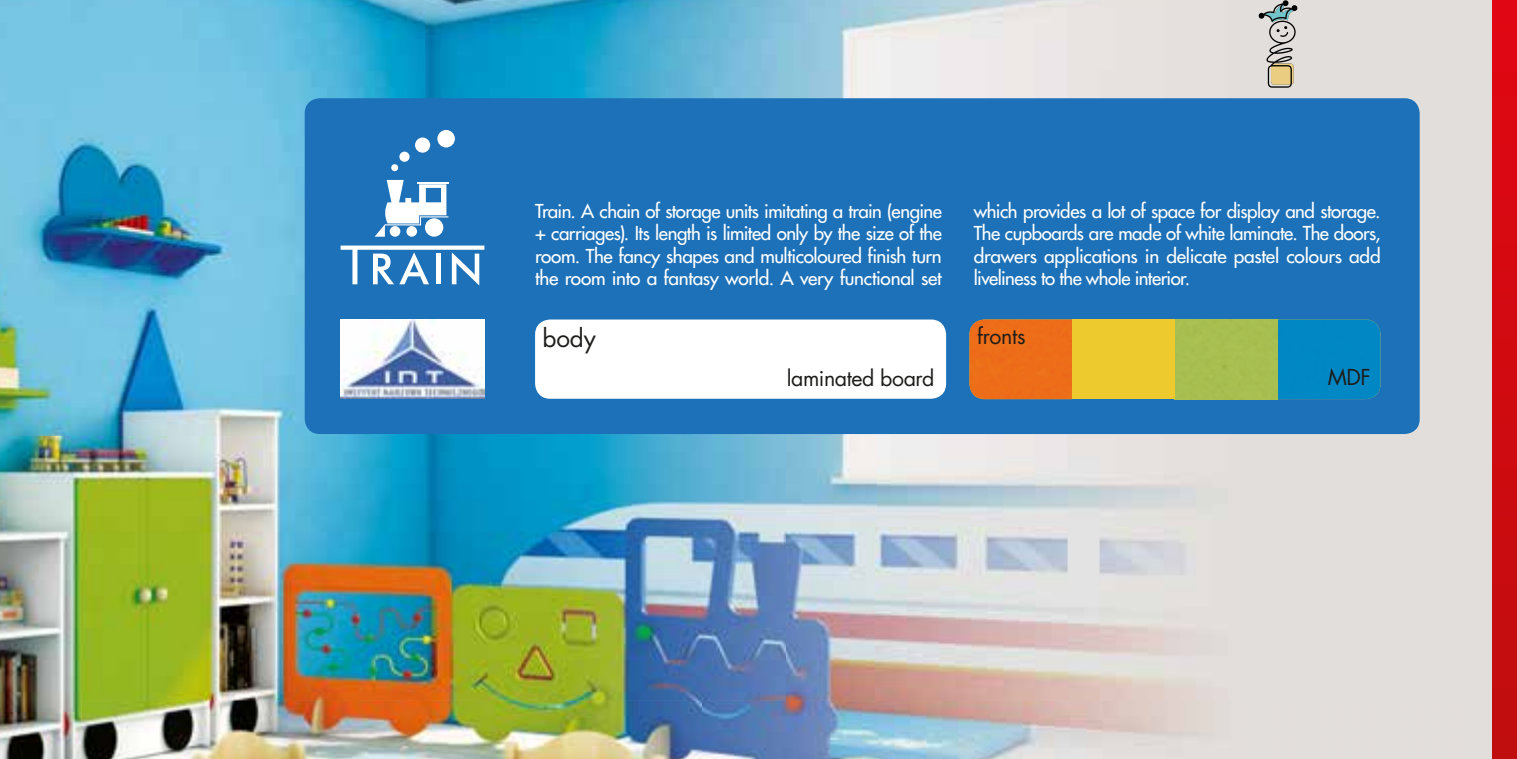 TRAIN
Train. A chain of storage units imitating a train (engine
+ carriages). Its length is limited only by the size of the
room. The fancy shapes and multicoloured finish turn
the room into a fantasy world. A very functional set
which provides a lot of space for display and storage.
The cupboards are made of white laminate. The doors,
drawers applications in delicate pastel colours add
liveliness to the whole interior.
INT
body
laminated board
fronts
MDF